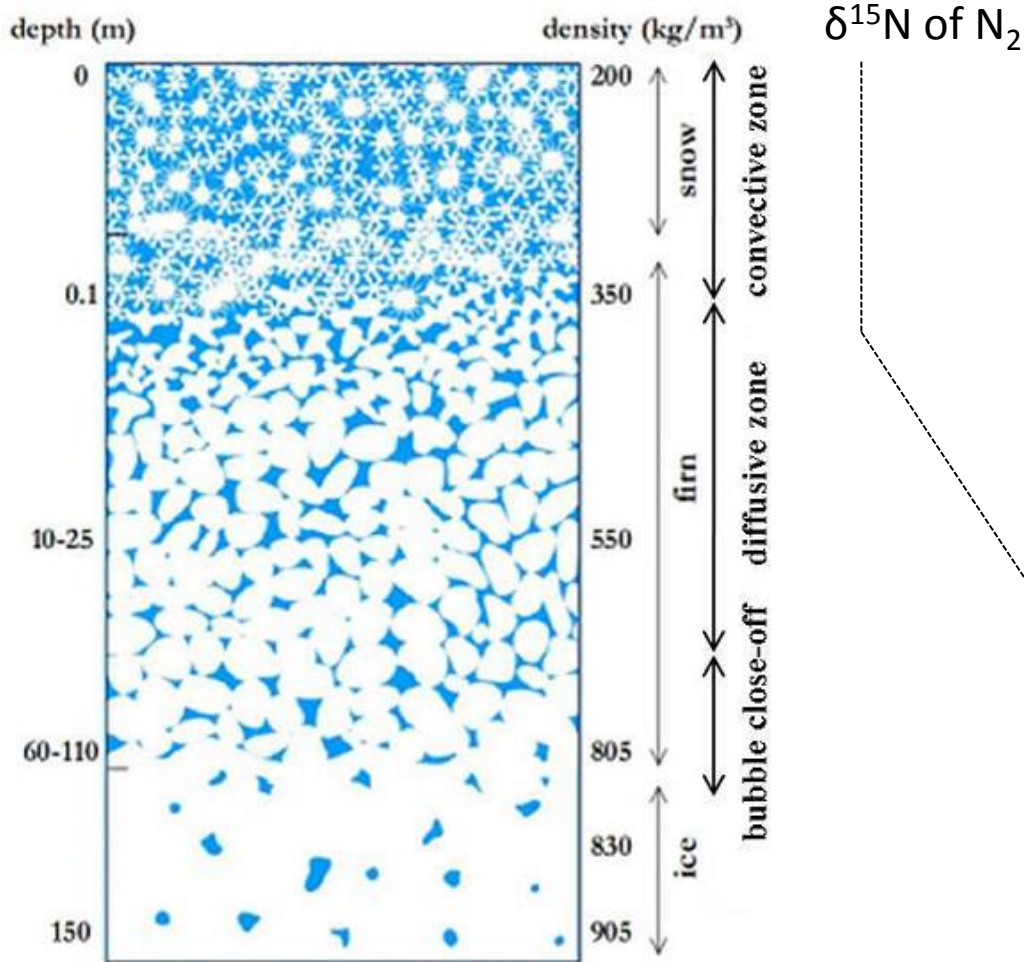 depth (m)
density (kg/m³)
δ¹⁵N of N₂
0
200
snow
convective zone
0.1
350
firn
diffusive zone
10-25
550
bubble close-off
60-110
805
830
ice
150
905